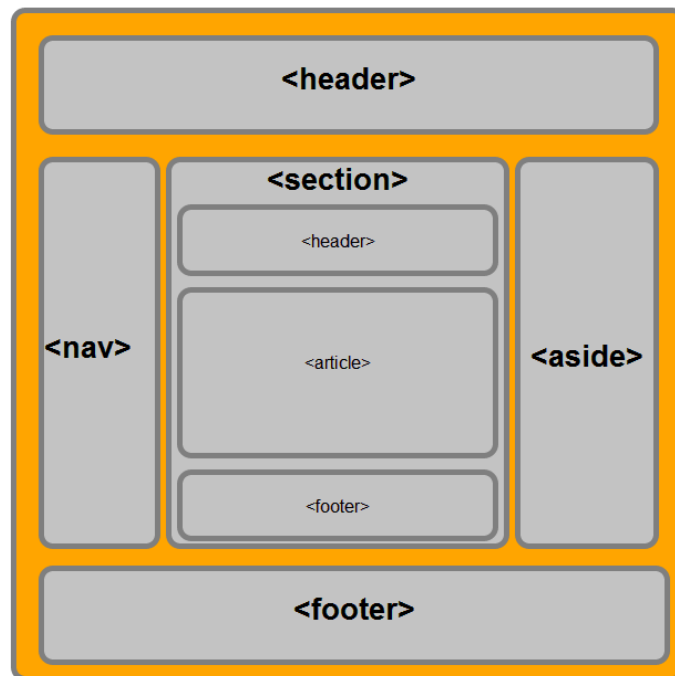 <header>
<section>
<header>
<nav>
<article>
<aside>
<footer>
<footer>